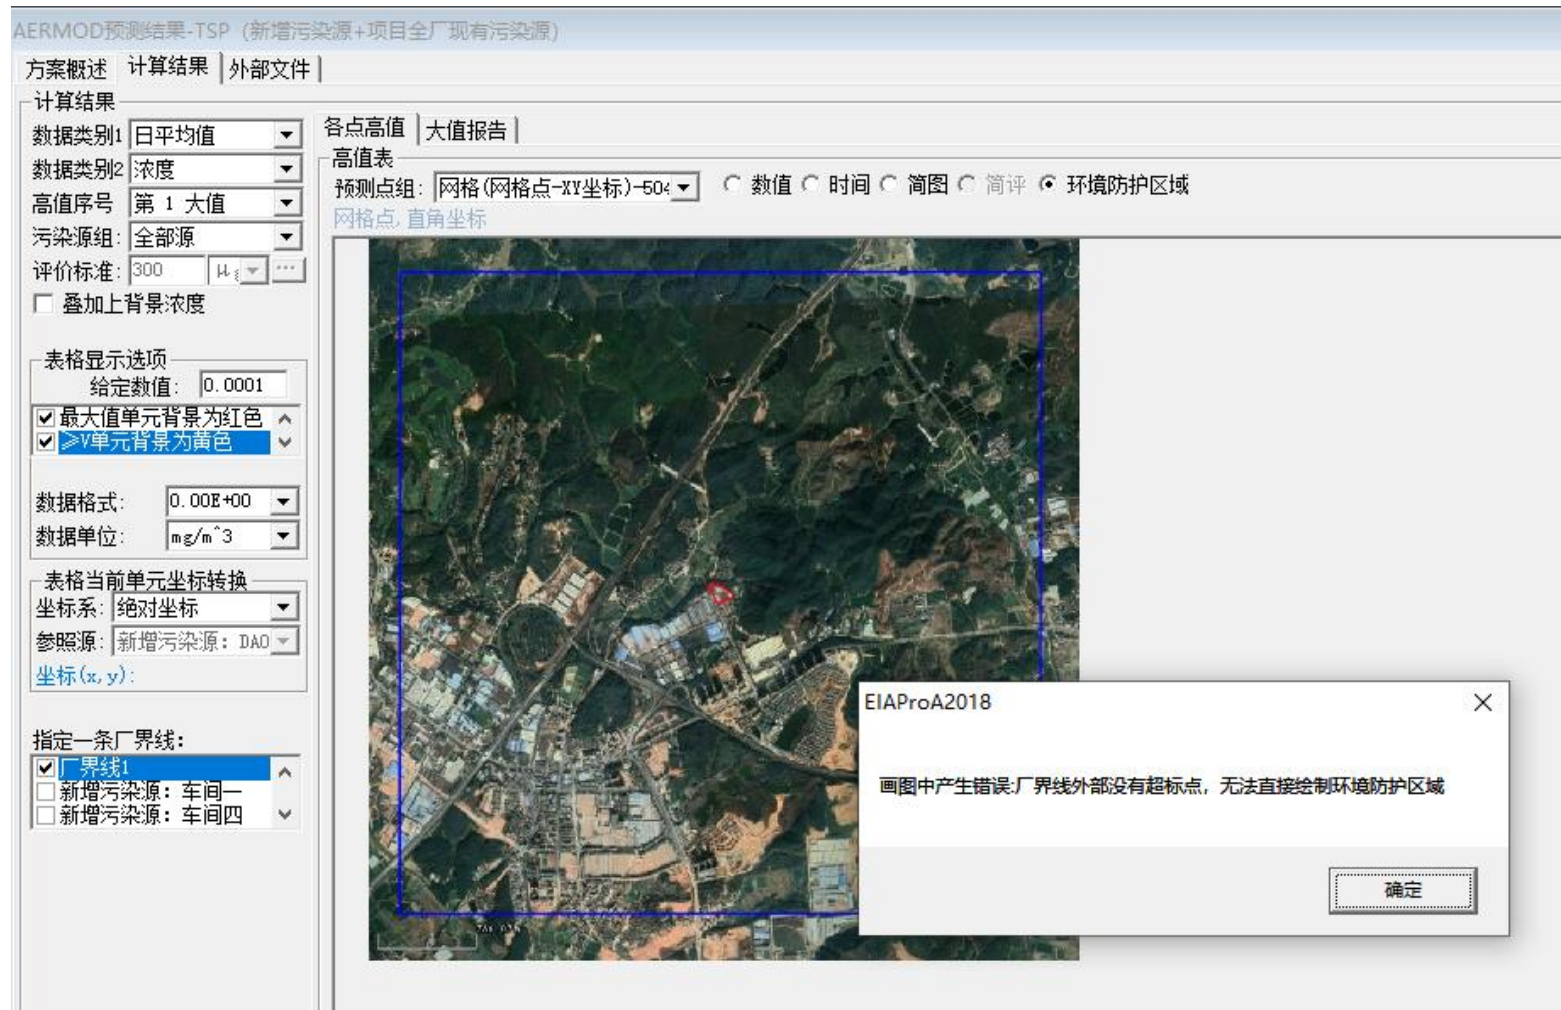 AERMOD预测结果-TSP (新增污染源+项目全厂现有污染源)
方案概述 计算结果 外部文件
计算结果
数据类别1 日平均值
数据类别2 浓度
高值序号 第 1 大值
污染源组: 全部源
评价标准: 300 μg ...
叠加上背景浓度
表格显示选项
给定数值: 0.0001
最大值单元背景为红色
≥V单元背景为黄色
数据格式: 0.00E+00
数据单位: mg/m^3
表格当前单元坐标转换
坐标系: 绝对坐标
参照源: 新增污染源: DA0
坐标(x,y):
指定一条厂界线:
厂界线1
新增污染源: 车间一
新增污染源: 车间四
各点高值 大值报告
高值表
预测点组: 网格(网格点-XY坐标)-504 数值 时间 简图 简评 环境防护区域
网格点,直角坐标
EIAProA2018
画图中产生错误:厂界线外部没有超标点，无法直接绘制环境防护区域
确定